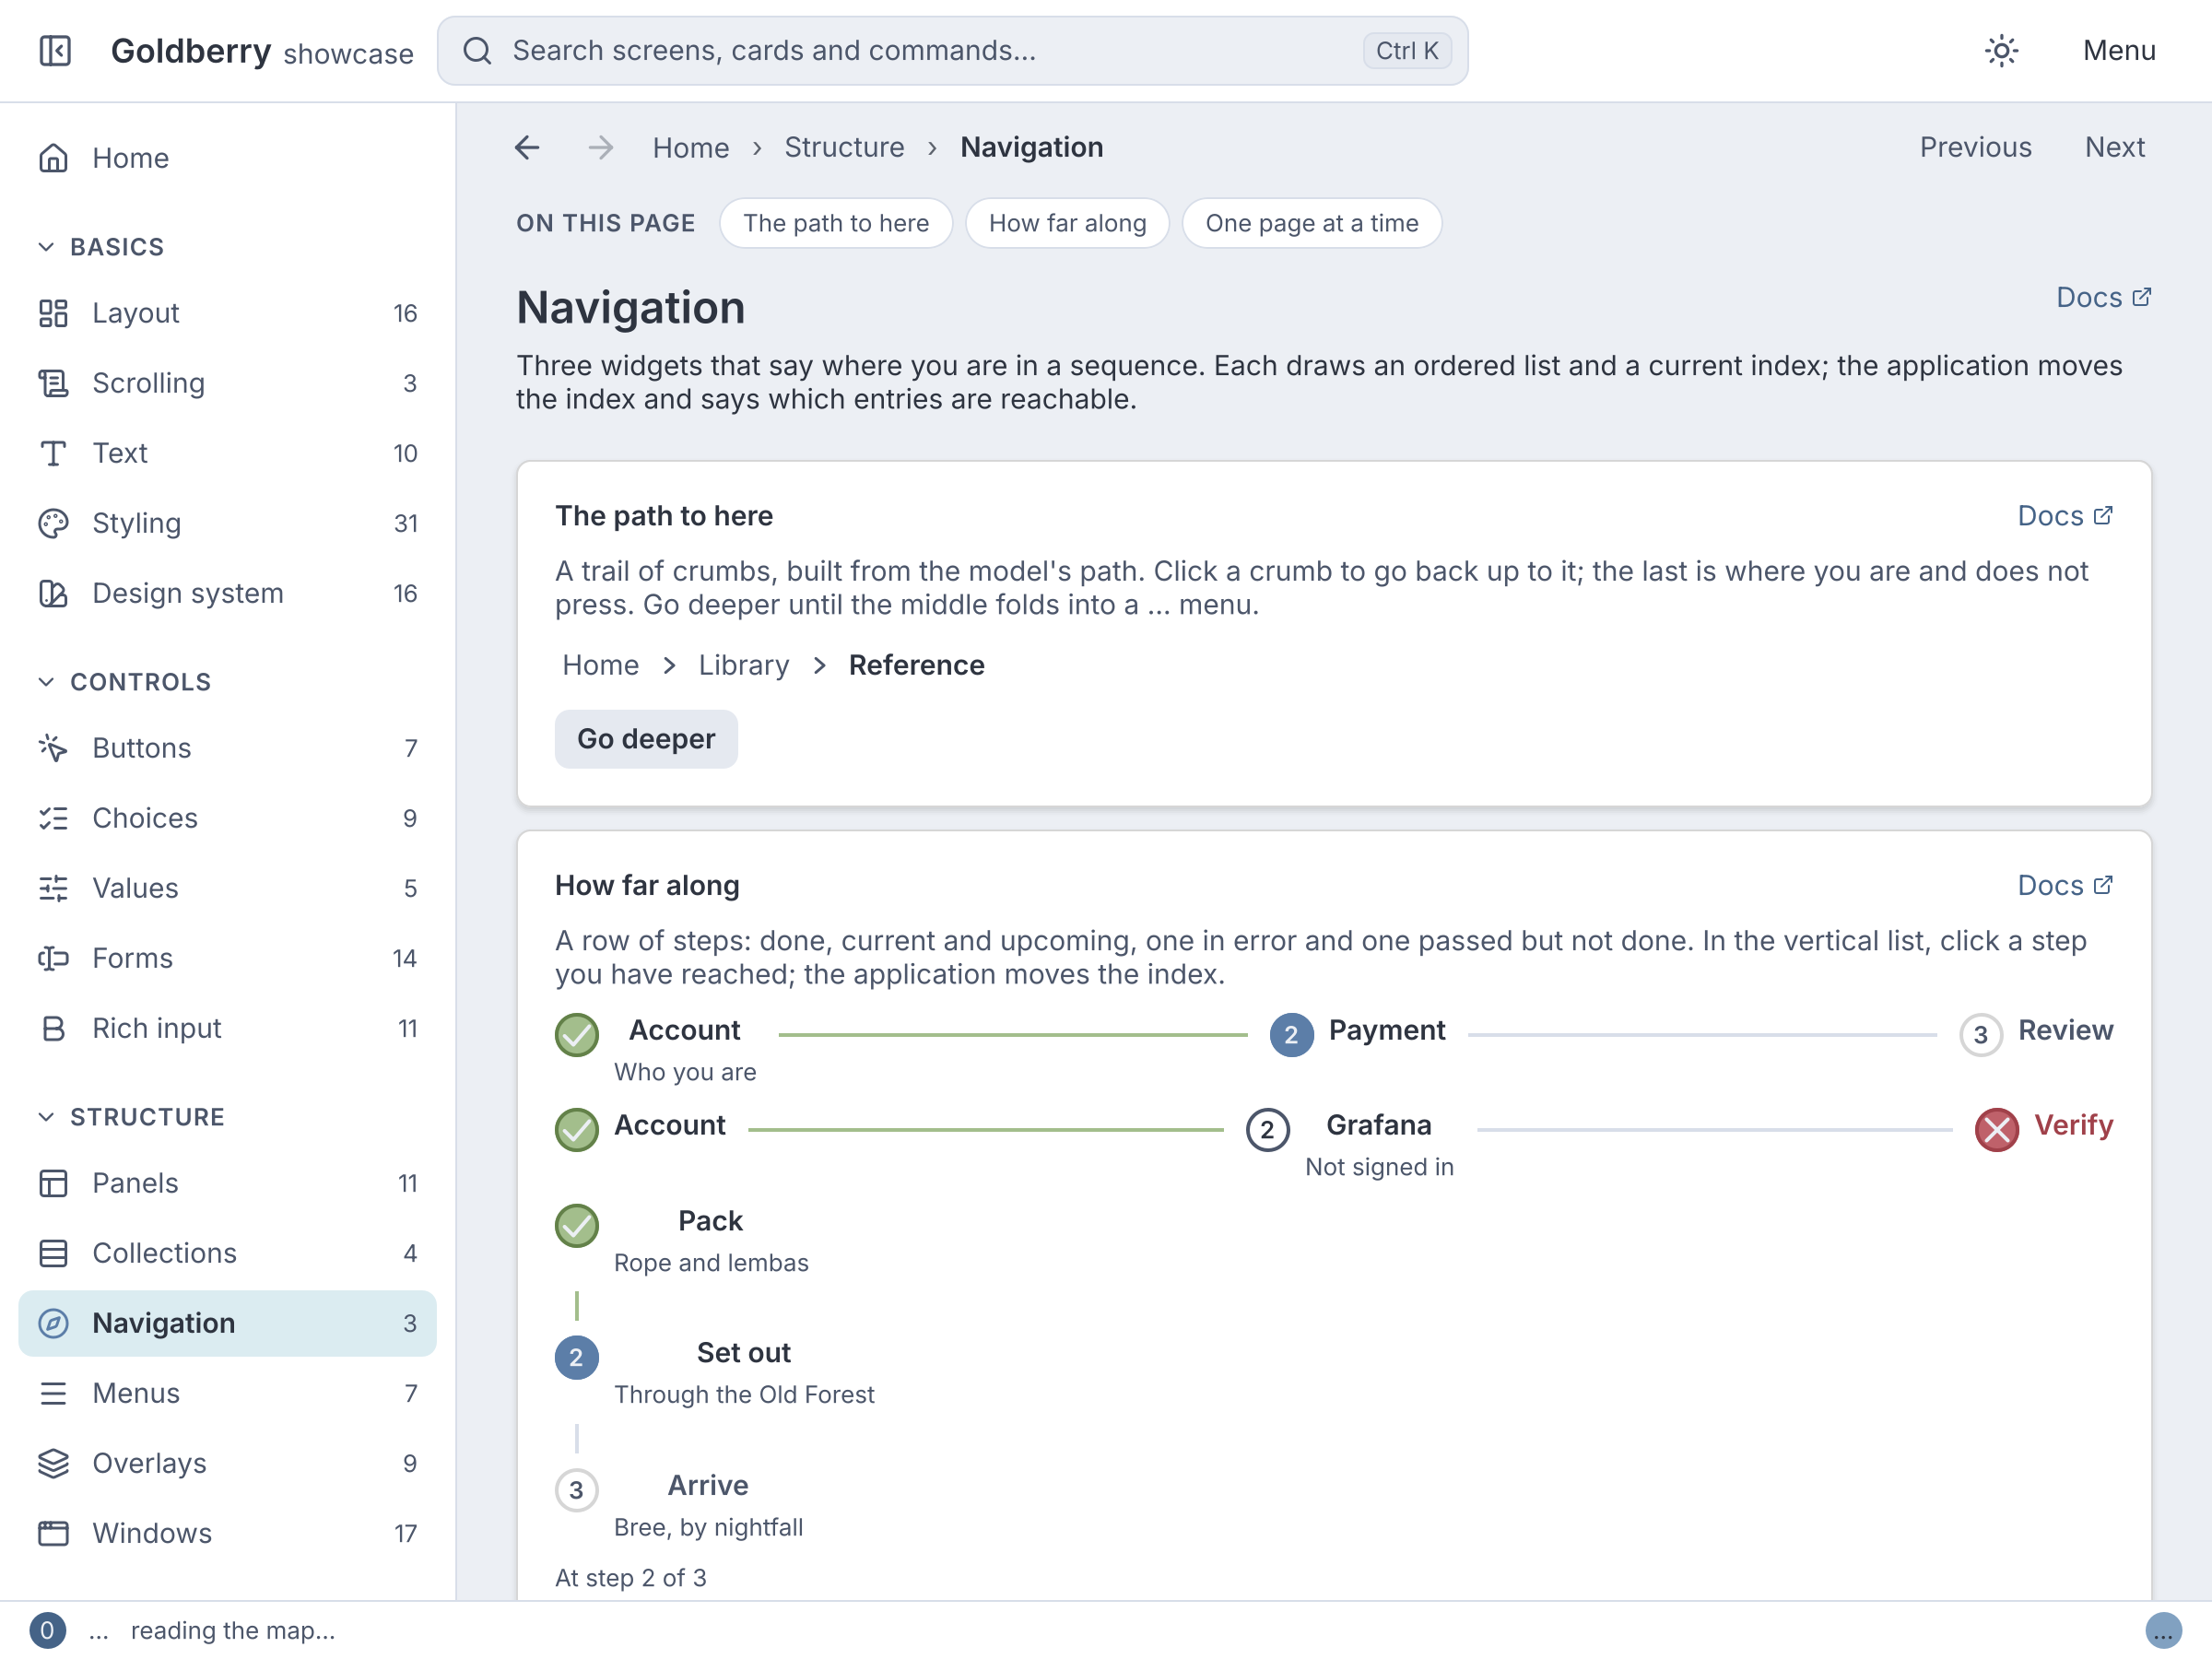 Goldberry showcase
Search screens, cards and commands...
Ctrl K
Menu
Home
BASICS
Layout 16
Scrolling 3
Text 10
Styling 31
Design system 16
CONTROLS
Buttons 7
Choices 9
Values 5
Forms 14
Rich input 11
STRUCTURE
Panels 11
Collections 4
Navigation 3
Menus 7
Overlays 9
Windows 17
Home › Structure › Navigation
Previous Next
ON THIS PAGE The path to here How far along One page at a time
Navigation
Docs
Three widgets that say where you are in a sequence. Each draws an ordered list and a current index; the application moves
the index and says which entries are reachable.
The path to here
Docs
A trail of crumbs, built from the model's path. Click a crumb to go back up to it; the last is where you are and does not
press. Go deeper until the middle folds into a ... menu.
Home > Library > Reference
Go deeper
How far along
Docs
A row of steps: done, current and upcoming, one in error and one passed but not done. In the vertical list, click a step
you have reached; the application moves the index.
Account 2 Payment 3 Review
Who you are
Account 2 Grafana Verify
Not signed in
Pack
Rope and lembas
2 Set out
Through the Old Forest
3 Arrive
Bree, by nightfall
At step 2 of 3
0 ... reading the map...
...